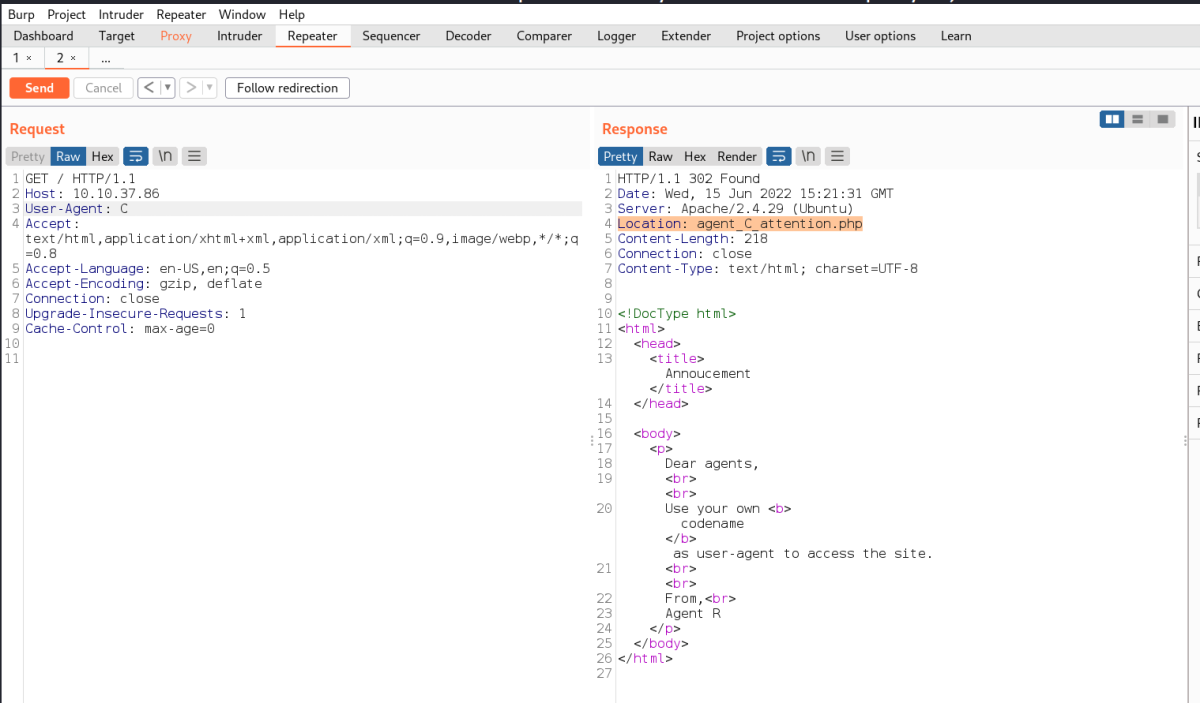 Burp Project Intruder Repeater Window Help
Dashboard Target Proxy Intruder Repeater Sequencer Decoder Comparer Logger Extender Project options User options Learn
1 × 2 × ...
Send Cancel < > Follow redirection
Request
Pretty Raw Hex \n
1 GET / HTTP/1.1
2 Host: 10.10.37.86
3 User-Agent: C
4 Accept:
text/html,application/xhtml+xml,application/xml;q=0.9,image/webp,*/*;q
=0.8
5 Accept-Language: en-US,en;q=0.5
6 Accept-Encoding: gzip, deflate
7 Connection: close
8 Upgrade-Insecure-Requests: 1
9 Cache-Control: max-age=0
10
11
Response
Pretty Raw Hex Render \n
1 HTTP/1.1 302 Found
2 Date: Wed, 15 Jun 2022 15:21:31 GMT
3 Server: Apache/2.4.29 (Ubuntu)
4 Location: agent_C_attention.php
5 Content-Length: 218
6 Connection: close
7 Content-Type: text/html; charset=UTF-8
8
9
10 <!DocType html>
11 <html>
12 <head>
13 <title>
Annoucement
</title>
14 </head>
15
16 <body>
17 <p>
18 Dear agents,
19 <br>
<br>
20 Use your own <b>
codename
</b>
as user-agent to access the site.
21 <br>
<br>
22 From,<br>
23 Agent R
24 </p>
25 </body>
26 </html>
27